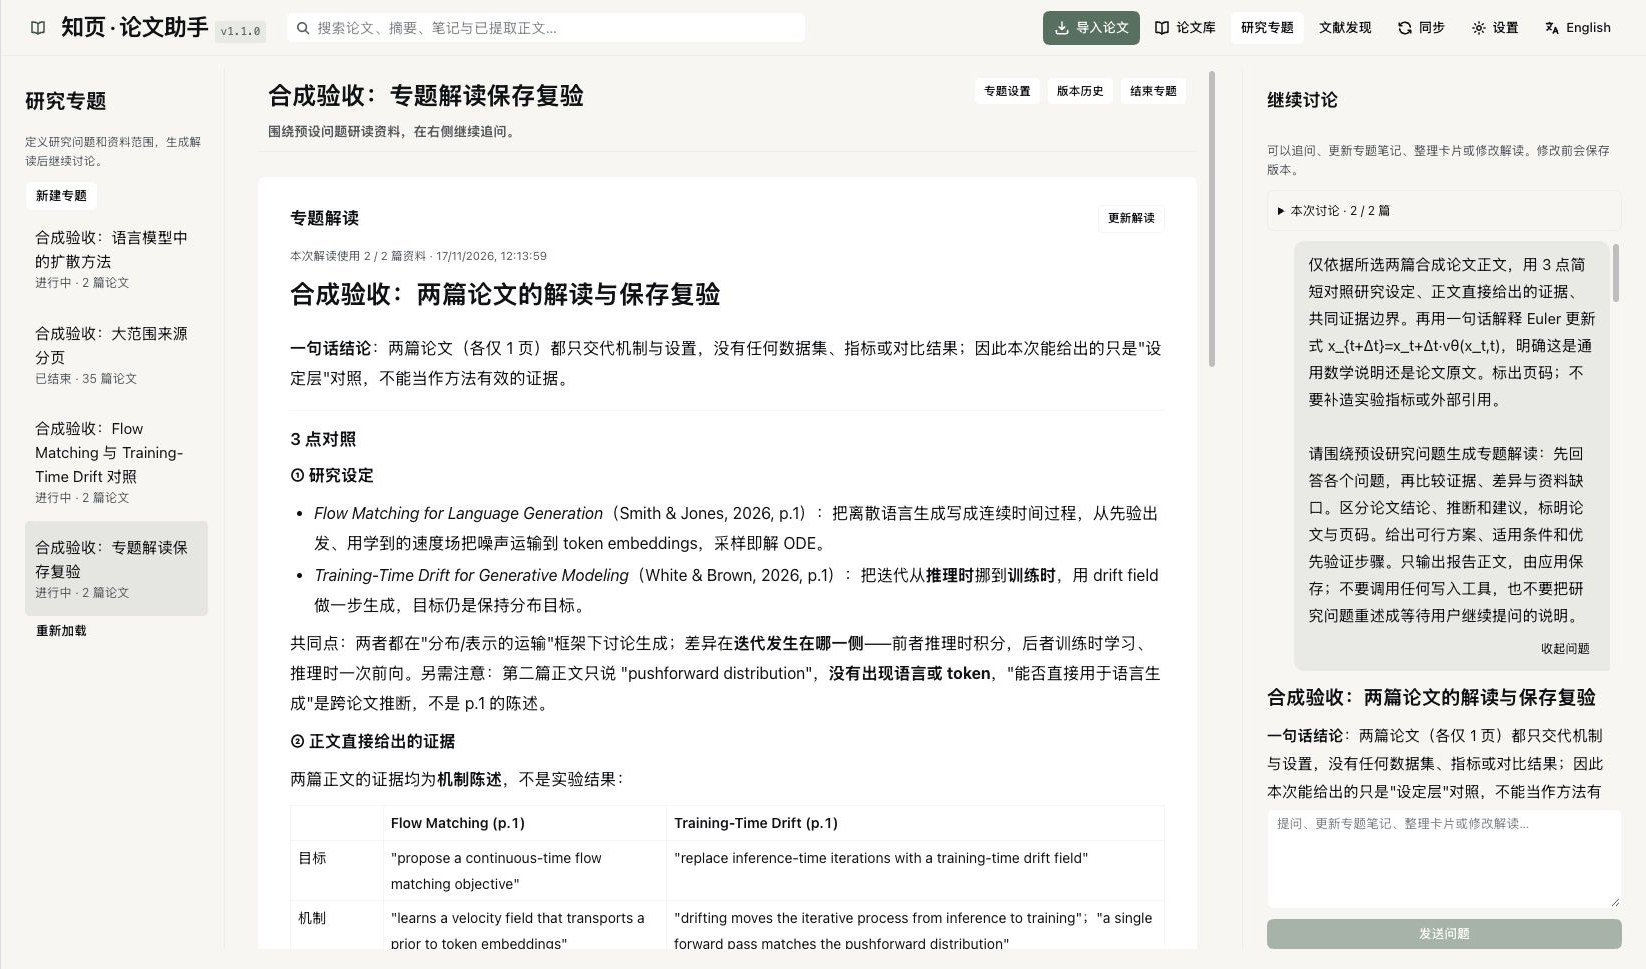 知页·论文助手 v1.1.0
搜索论文、摘要、笔记与已提取正文...
导入论文 论文库 研究专题 文献发现 同步 设置 English
研究专题
定义研究问题和资料范围，生成解
读后继续讨论。
新建专题
合成验收：语言模型中
的扩散方法
进行中 · 2 篇论文
合成验收：大范围来源
分页
已结束 · 35 篇论文
合成验收：Flow
Matching 与 Training-
Time Drift 对照
进行中 · 2 篇论文
合成验收：专题解读保
存复验
进行中 · 2 篇论文
重新加载
合成验收：专题解读保存复验
专题设置 版本历史 结束专题
围绕预设问题研读资料，在右侧继续追问。
专题解读
更新解读
本次解读使用 2 / 2 篇资料 · 17/11/2026, 12:13:59
合成验收：两篇论文的解读与保存复验
一句话结论：两篇论文（各仅 1 页）都只交代机制与设置，没有任何数据集、指标或对比结果；因此本次能给出的只是"设
定层"对照，不能当作方法有效的证据。
3 点对照
① 研究设定
• Flow Matching for Language Generation（Smith & Jones, 2026, p.1）：把离散语言生成写成连续时间过程，从先验出
发、用学到的速度场把噪声运输到 token embeddings，采样即解 ODE。
• Training-Time Drift for Generative Modeling（White & Brown, 2026, p.1）：把迭代从推理时挪到训练时，用 drift field
做一步生成，目标仍是保持分布目标。
共同点：两者都在"分布/表示的运输"框架下讨论生成；差异在迭代发生在哪一侧——前者推理时积分，后者训练时学习、
推理时一次前向。另需注意：第二篇正文只说 "pushforward distribution"，没有出现语言或 token，"能否直接用于语言生
成"是跨论文推断，不是 p.1 的陈述。
② 正文直接给出的证据
两篇正文的证据均为机制陈述，不是实验结果：
Flow Matching (p.1) Training-Time Drift (p.1)
目标 "propose a continuous-time flow "replace inference-time iterations with a training-time drift field"
matching objective"
机制 "learns a velocity field that transports a "drifting moves the iterative process from inference to training"；"a single
prior to token embeddings" forward pass matches the pushforward distribution"
继续讨论
可以追问、更新专题笔记、整理卡片或修改解读。修改前会保存
版本。
▶ 本次讨论 · 2 / 2 篇
仅依据所选两篇合成论文正文，用 3 点简
短对照研究设定、正文直接给出的证据、
共同证据边界。再用一句话解释 Euler 更新
式 x_{t+Δt}=x_t+Δt·vθ(x_t,t)，明确这是通
用数学说明还是论文原文。标出页码；不
要补造实验指标或外部引用。
请围绕预设研究问题生成专题解读：先回
答各个问题，再比较证据、差异与资料缺
口。区分论文结论、推断和建议，标明论
文与页码。给出可行方案、适用条件和优
先验证步骤。只输出报告正文，由应用保
存；不要调用任何写入工具，也不要把研
究问题重述成等待用户继续提问的说明。
收起问题
合成验收：两篇论文的解读与保存复验
一句话结论：两篇论文（各仅 1 页）都只交代机制
与设置，没有任何数据集、指标或对比结果；因此
本次能给出的只是"设定层"对照，不能当作方法有
提问、更新专题笔记、整理卡片或修改解读...
发送问题